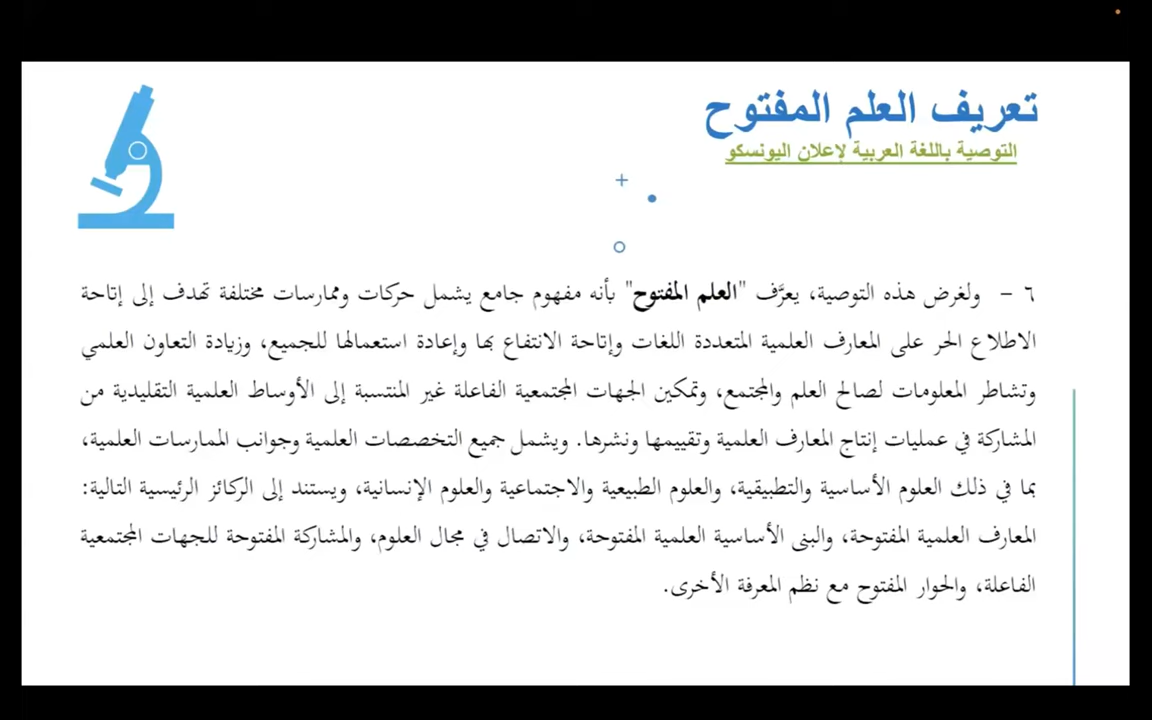 تعريف العلم المفتوح
التوصية باللغة العربية لإعلان اليونسكو
٦ – ولغرض هذه التوصية، يعرَّف "العلم المفتوح" بأنه مفهوم جامع يشمل حركات وممارسات مختلفة تهدف إلى إتاحة
الاطلاع الحر على المعارف العلمية المتعددة اللغات وإتاحة الانتفاع بها وإعادة استعمالها للجميع، وزيادة التعاون العلمي
وتشاطر المعلومات لصالح العلم والمجتمع، وتمكين الجهات المجتمعية الفاعلة غير المنتسبة إلى الأوساط العلمية التقليدية من
المشاركة في عمليات إنتاج المعارف العلمية وتقييمها ونشرها. ويشمل جميع التخصصات العلمية وجوانب الممارسات العلمية،
بما في ذلك العلوم الأساسية والتطبيقية، والعلوم الطبيعية والاجتماعية والعلوم الإنسانية، ويستند إلى الركائز الرئيسية التالية:
المعارف العلمية المفتوحة، والبنى الأساسية العلمية المفتوحة، والاتصال في مجال العلوم، والمشاركة المفتوحة للجهات المجتمعية
الفاعلة، والحوار المفتوح مع نظم المعرفة الأخرى.